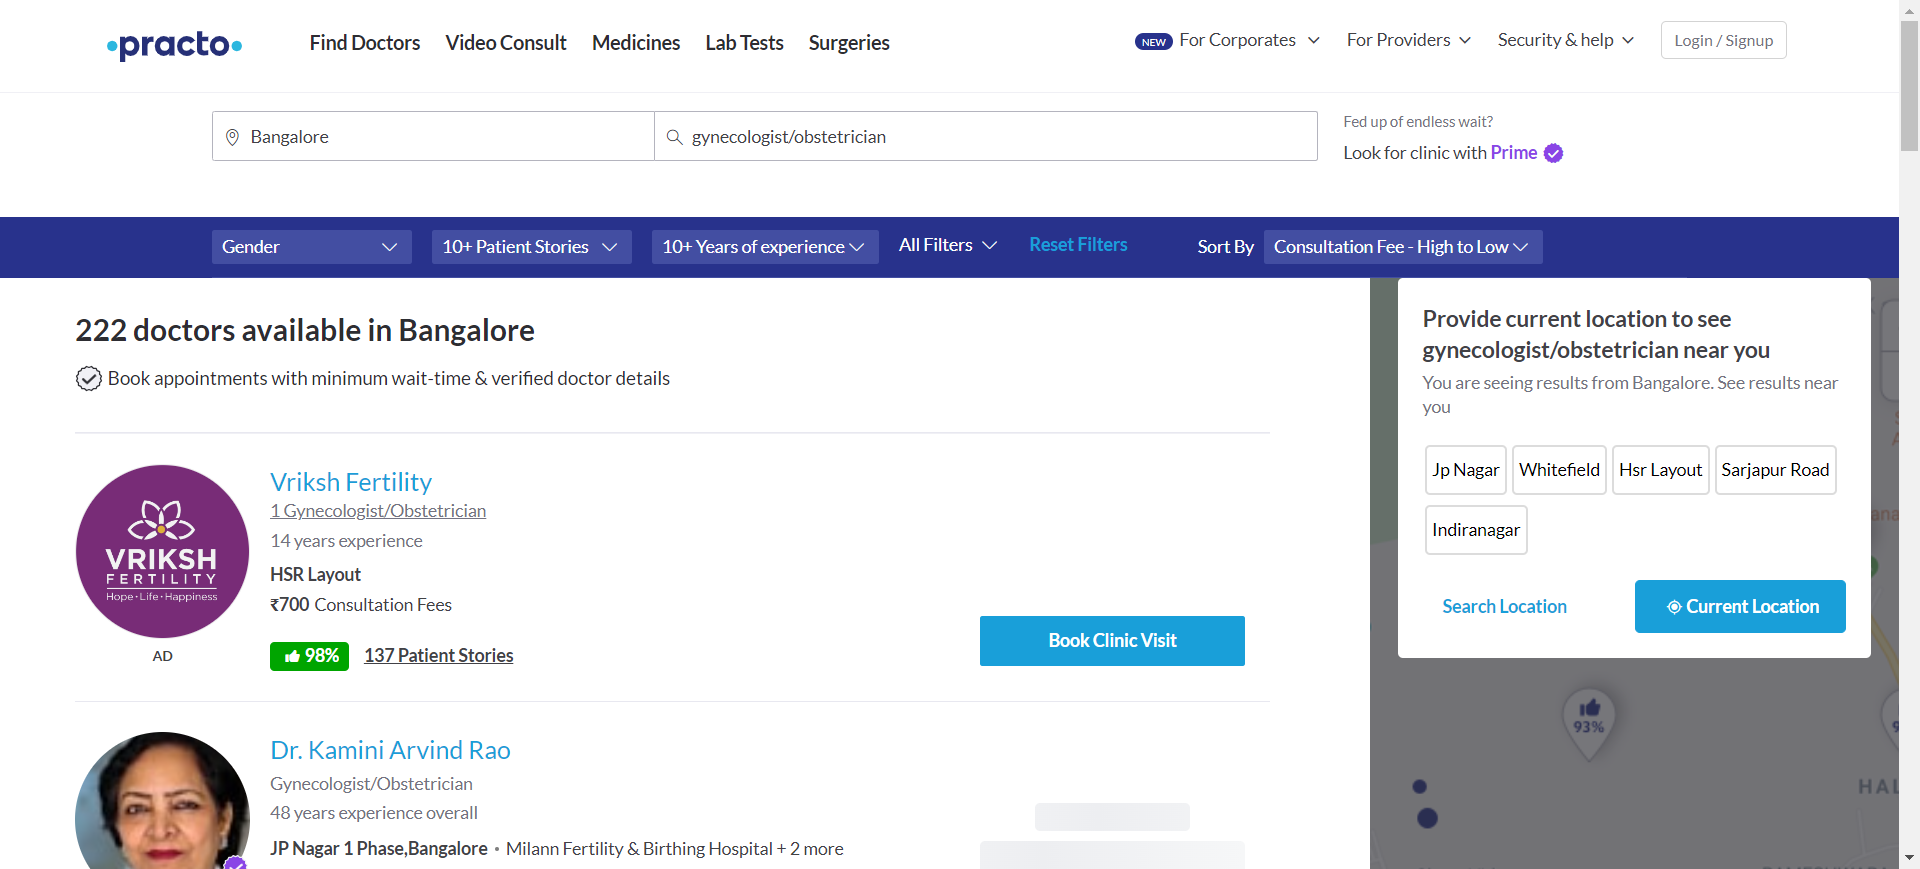 practo
Find Doctors
Video Consult
Medicines
Lab Tests
Surgeries
NEW For Corporates
For Providers
Security & help
Login / Signup
Bangalore
gynecologist/obstetrician
Fed up of endless wait?
Look for clinic with Prime
Gender
10+ Patient Stories
10+ Years of experience
All Filters
Reset Filters
Sort By
Consultation Fee - High to Low
222 doctors available in Bangalore
Book appointments with minimum wait-time & verified doctor details
VRIKSH
FERTILITY
Hope · Life · Happiness
AD
Vriksh Fertility
1 Gynecologist/Obstetrician
14 years experience
HSR Layout
₹700 Consultation Fees
98%
137 Patient Stories
Book Clinic Visit
Dr. Kamini Arvind Rao
Gynecologist/Obstetrician
48 years experience overall
JP Nagar 1 Phase,Bangalore • Milann Fertility & Birthing Hospital + 2 more
Provide current location to see
gynecologist/obstetrician near you
You are seeing results from Bangalore. See results near
you
Jp Nagar
Whitefield
Hsr Layout
Sarjapur Road
Indiranagar
Search Location
Current Location
93%
HAL